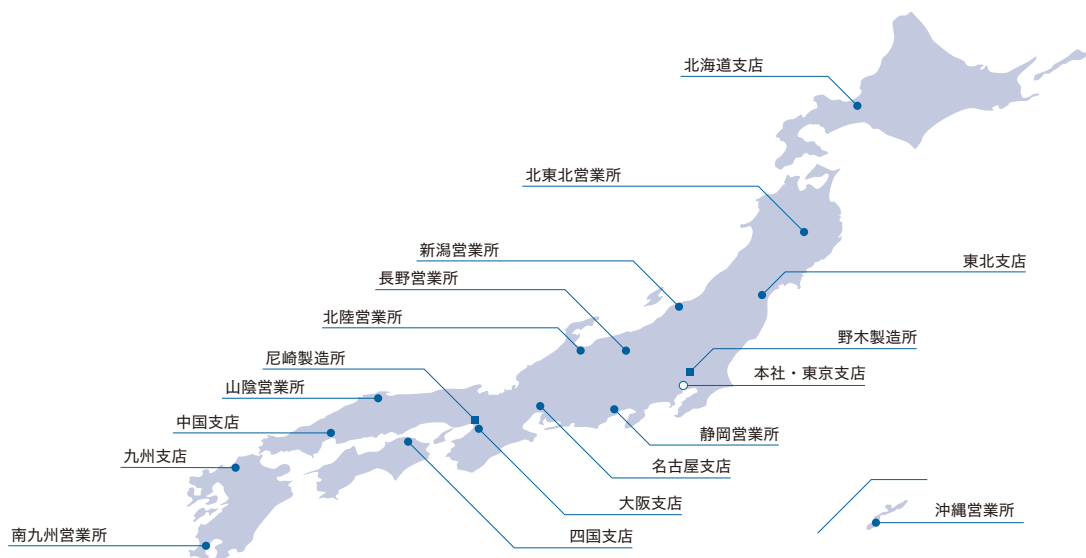 北海道支店
北東北営業所
新潟営業所
東北支店
長野営業所
北陸営業所
野木製造所
尼崎製造所
本社・東京支店
山陰営業所
中国支店
静岡営業所
九州支店
名古屋支店
大阪支店
沖縄営業所
南九州営業所
四国支店